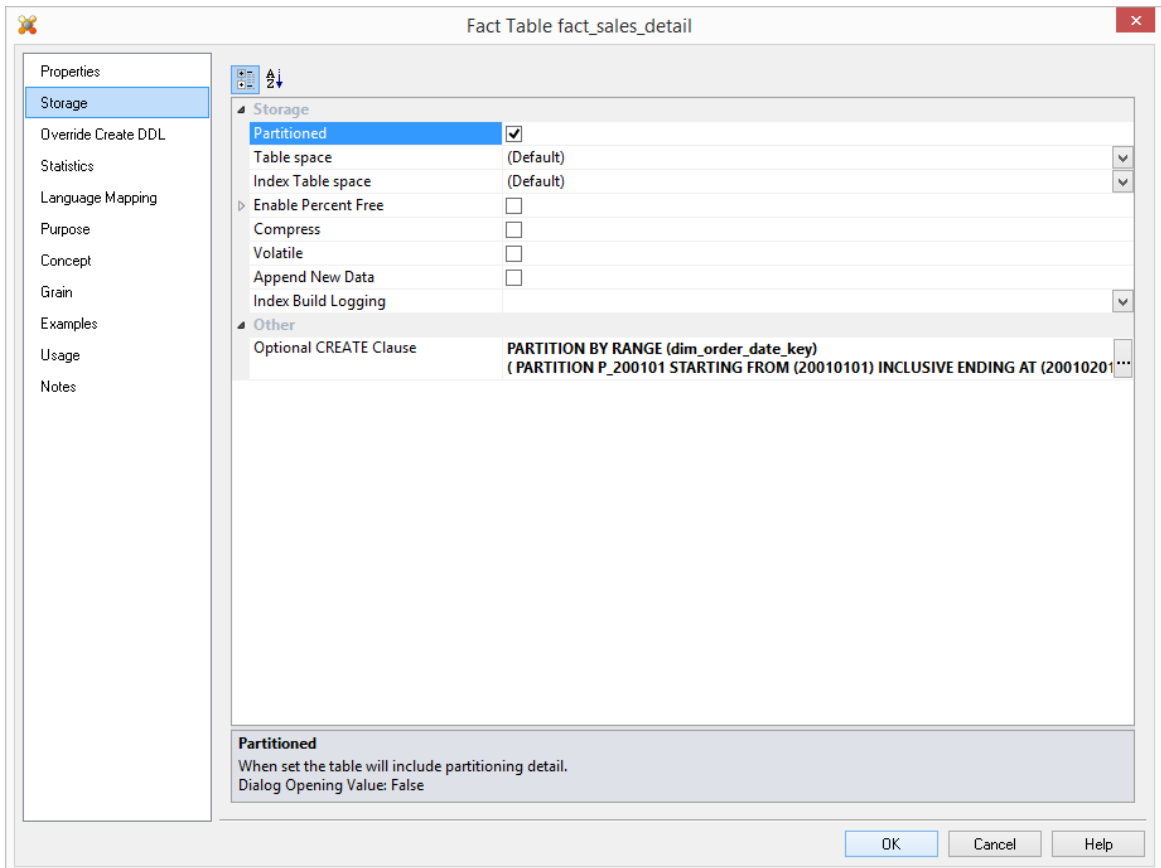 Fact Table fact_sales_detail
Properties
Storage
Override Create DDL
Statistics
Language Mapping
Purpose
Concept
Grain
Examples
Usage
Notes
Storage
Partitioned
Table space (Default)
Index Table space (Default)
Enable Percent Free
Compress
Volatile
Append New Data
Index Build Logging
Other
Optional CREATE Clause PARTITION BY RANGE (dim_order_date_key)
( PARTITION P_200101 STARTING FROM (20010101) INCLUSIVE ENDING AT (20010201 ...
Partitioned
When set the table will include partitioning detail.
Dialog Opening Value: False
OK Cancel Help